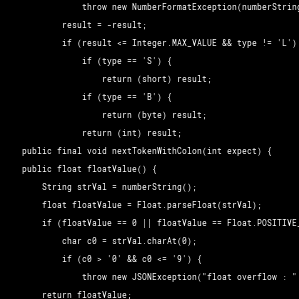 throw new NumberFormatException(numberString
result = -result;
if (result <= Integer.MAX_VALUE && type != 'L')
if (type == 'S') {
return (short) result;
if (type == 'B') {
return (byte) result;
return (int) result;
public final void nextTokenWithColon(int expect) {
public float floatValue() {
String strVal = numberString();
float floatValue = Float.parseFloat(strVal);
if (floatValue == 0 || floatValue == Float.POSITIVE_
char c0 = strVal.charAt(0);
if (c0 > '0' && c0 <= '9') {
throw new JSONException("float overflow : "
return floatValue;